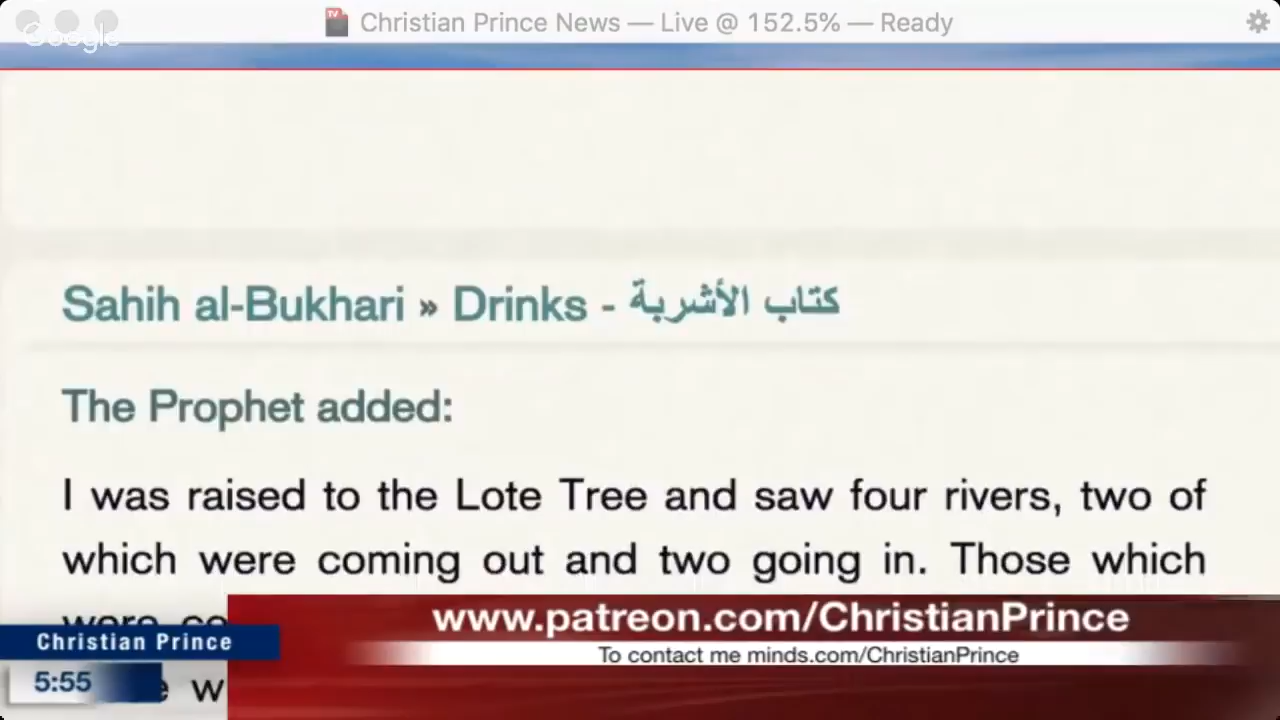 Christian Prince News — Live @ 152.5% — Ready
Google
Sahih al-Bukhari » Drinks - كتاب الأشربة
The Prophet added:
I was raised to the Lote Tree and saw four rivers, two of
which were coming out and two going in. Those which
www.patreon.com/ChristianPrince
To contact me minds.com/ChristianPrince
Christian Prince
5:55